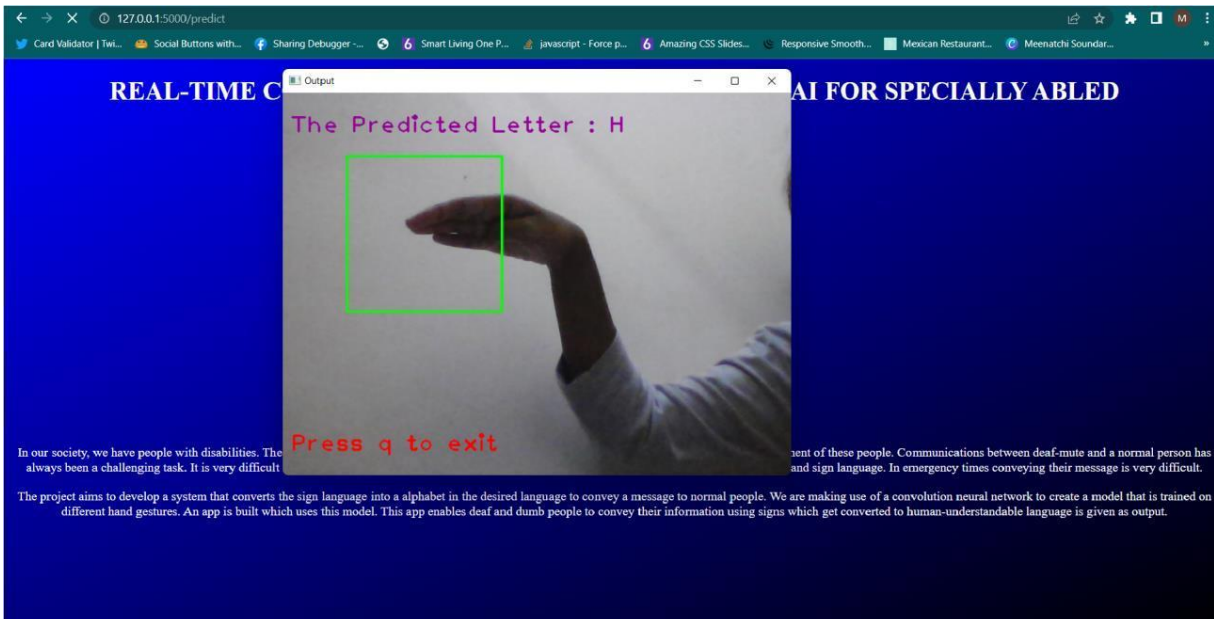 127.0.0.1:5000/predict
M
Card Validator | Twi... Social Buttons with... Sharing Debugger -... Smart Living One P... javascript - Force p... Amazing CSS Slides... Responsive Smooth... Mexican Restaurant... Meenatchi Soundar... »
Output
REAL-TIME C AI FOR SPECIALLY ABLED
The Predicted Letter : H
Press q to exit
In our society, we have people with disabilities. The ent of these people. Communications between deaf-mute and a normal person has
always been a challenging task. It is very difficult and sign language. In emergency times conveying their message is very difficult.
The project aims to develop a system that converts the sign language into a alphabet in the desired language to convey a message to normal people. We are making use of a convolution neural network to create a model that is trained on
different hand gestures. An app is built which uses this model. This app enables deaf and dumb people to convey their information using signs which get converted to human-understandable language is given as output.